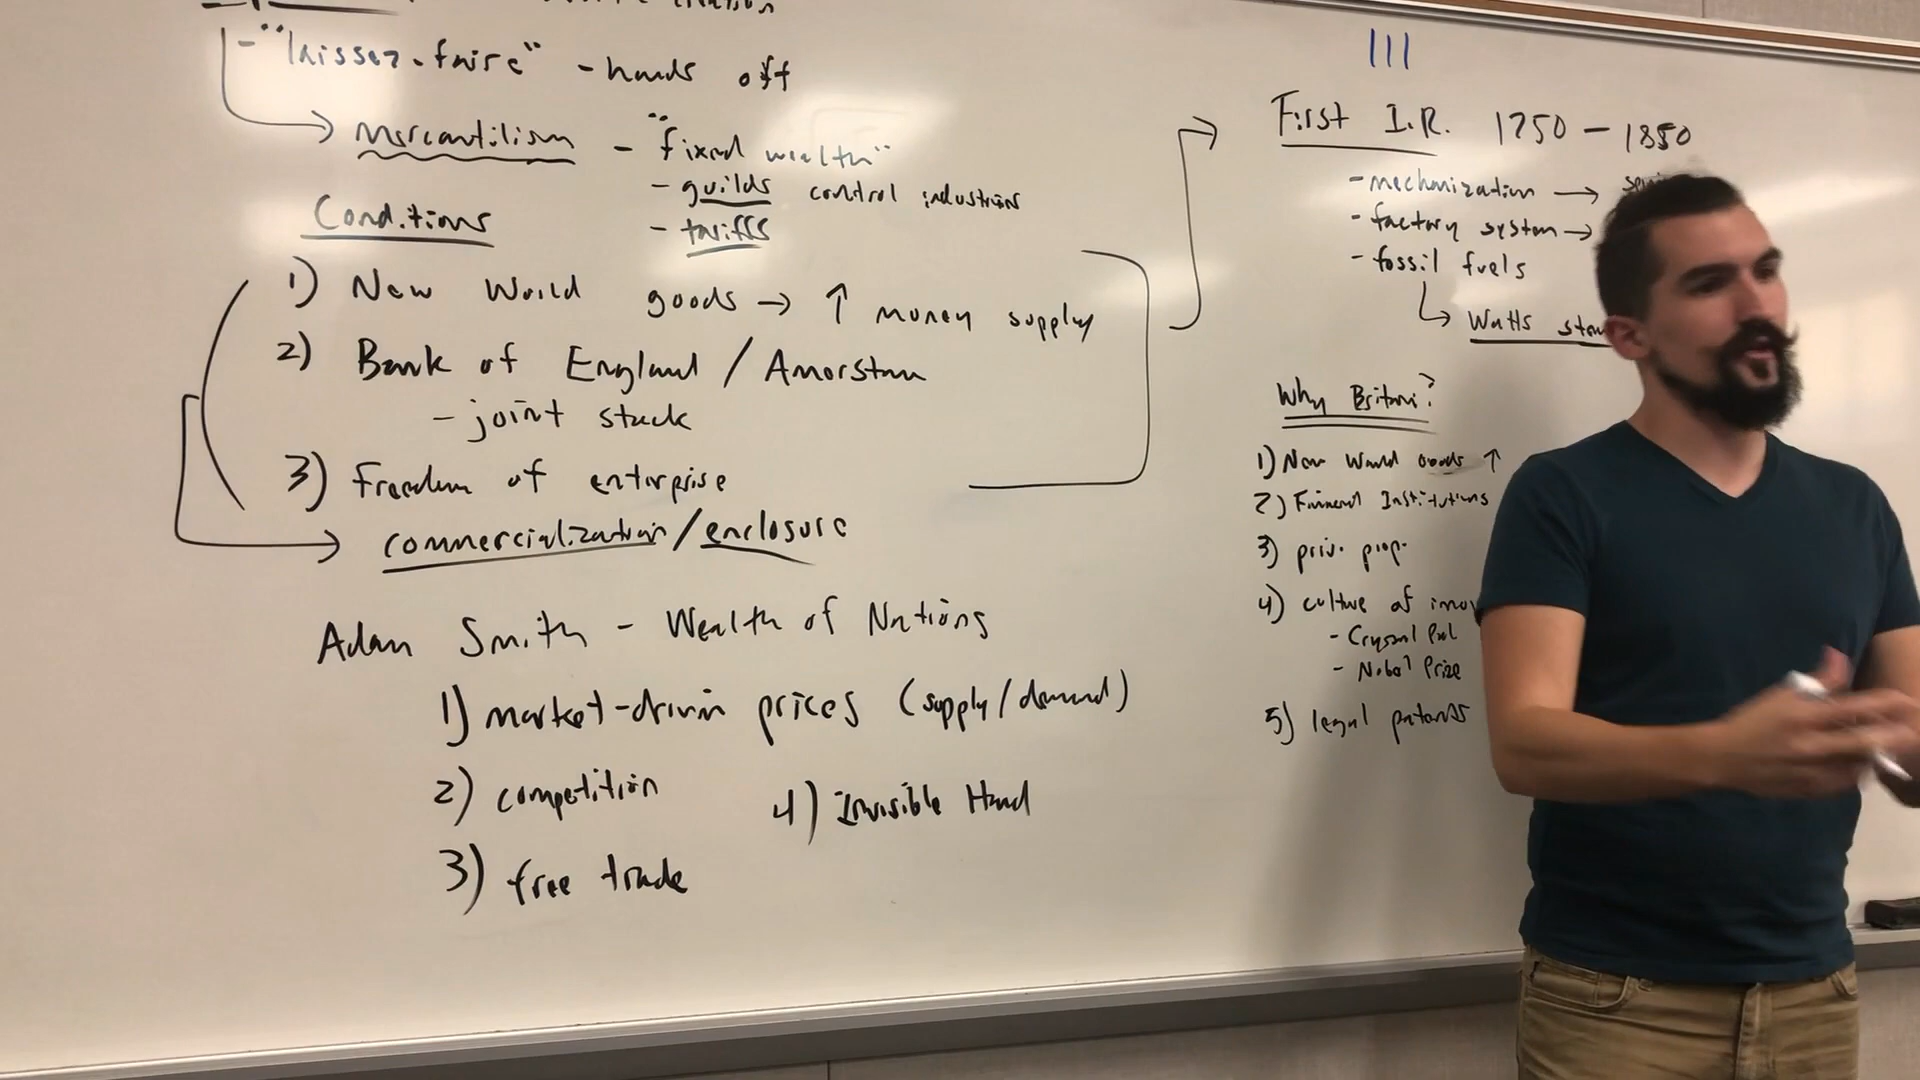 - "laissez-faire" - hands off
mercantilism - "fixed wealth"
- guilds control industries
- tariffs
Conditions
1) New World goods → ↑ money supply
2) Bank of England / Amerstam
- joint stock
3) Freedom of enterprise
commercialization / enclosure
Adam Smith - Wealth of Nations
1) market-driven prices (supply/demand)
2) competition
3) free trade
4) Invisible Hand
III
First I.R. 1750 - 1850
- mechanization →
- factory system →
- fossil fuels
Watts
Why Britain?
1) New World Goods ↑
2) Financial Institutions
3) priv. prop.
4) culture of
- Crystal Pal
- Nobel Prize
5) legal patents